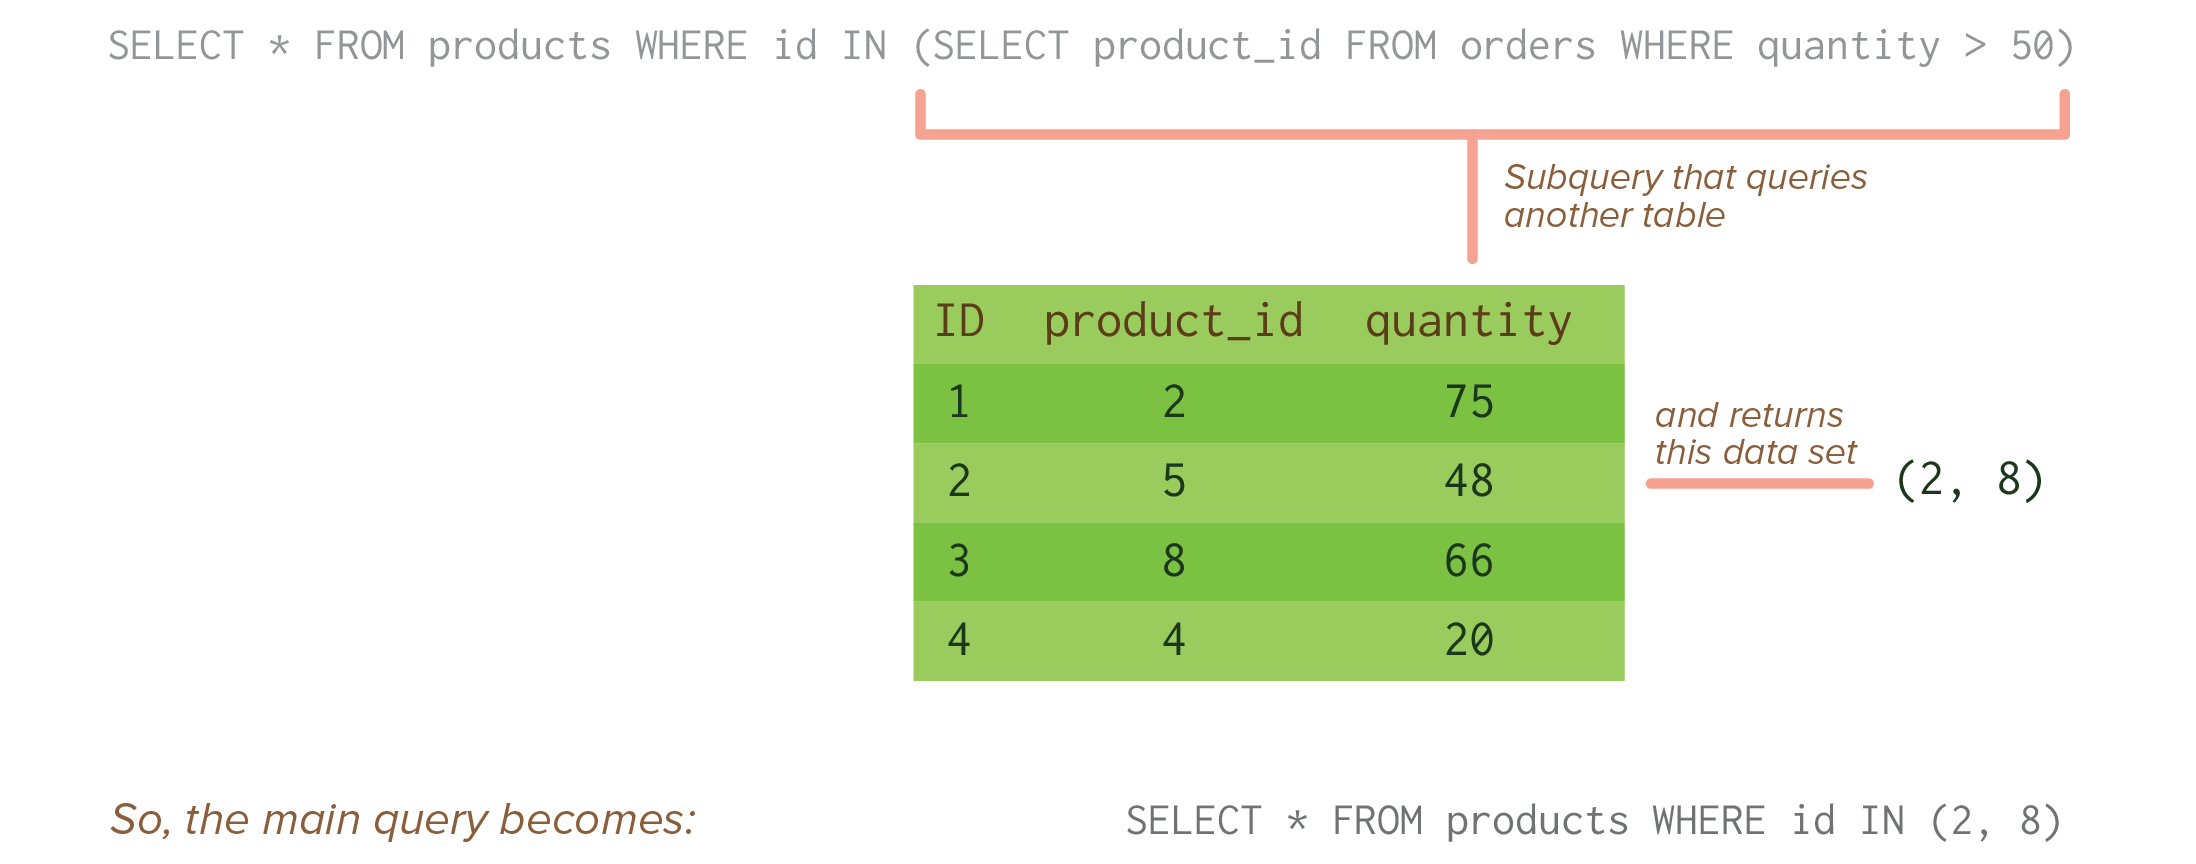 SELECT * FROM products WHERE id IN (SELECT product_id FROM orders WHERE quantity > 50)
Subquery that queries
another table
ID product_id quantity
1 2 75
2 5 48
3 8 66
4 4 20
and returns
this data set
(2, 8)
So, the main query becomes:
SELECT * FROM products WHERE id IN (2, 8)